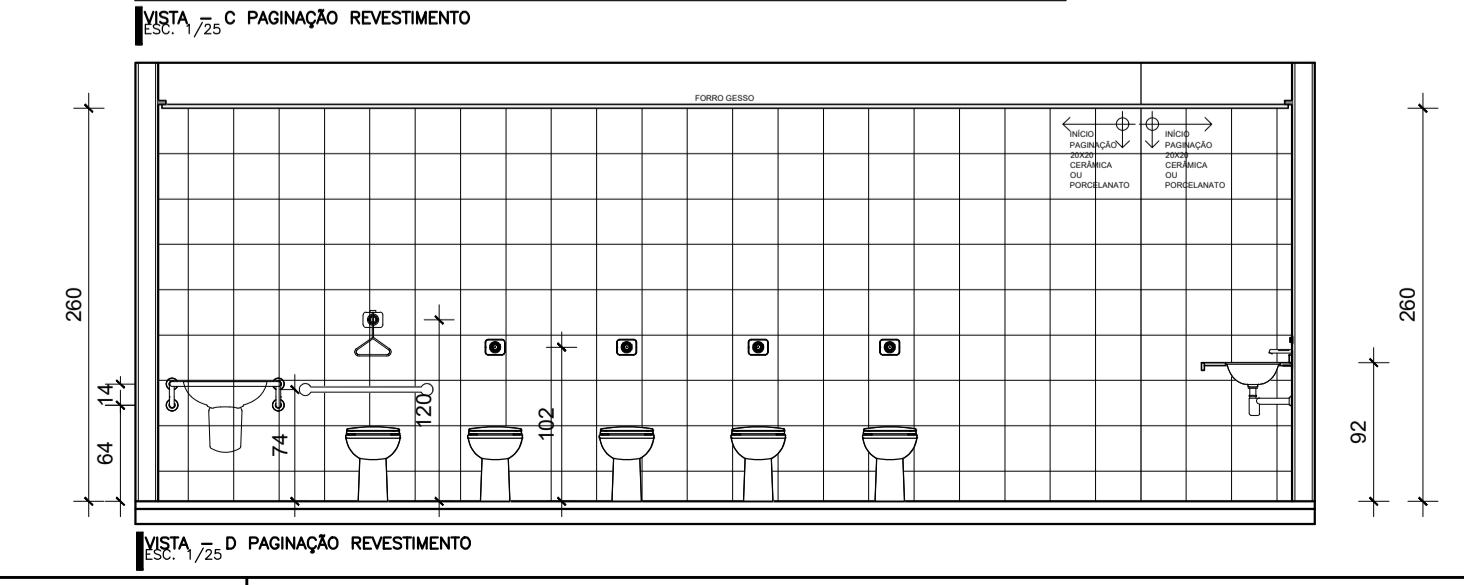 VISTA – C PAGINAÇÃO REVESTIMENTO
ESC. 1/25
FORRO GESSO
INÍCIO
PAGINAÇÃO
20X20
CERÂMICA
OU
PORCELANATO
INÍCIO
PAGINAÇÃO
20X20
CERÂMICA
OU
PORCELANATO
260
14
64
74
120
102
92
260
VISTA – D PAGINAÇÃO REVESTIMENTO
ESC. 1/25